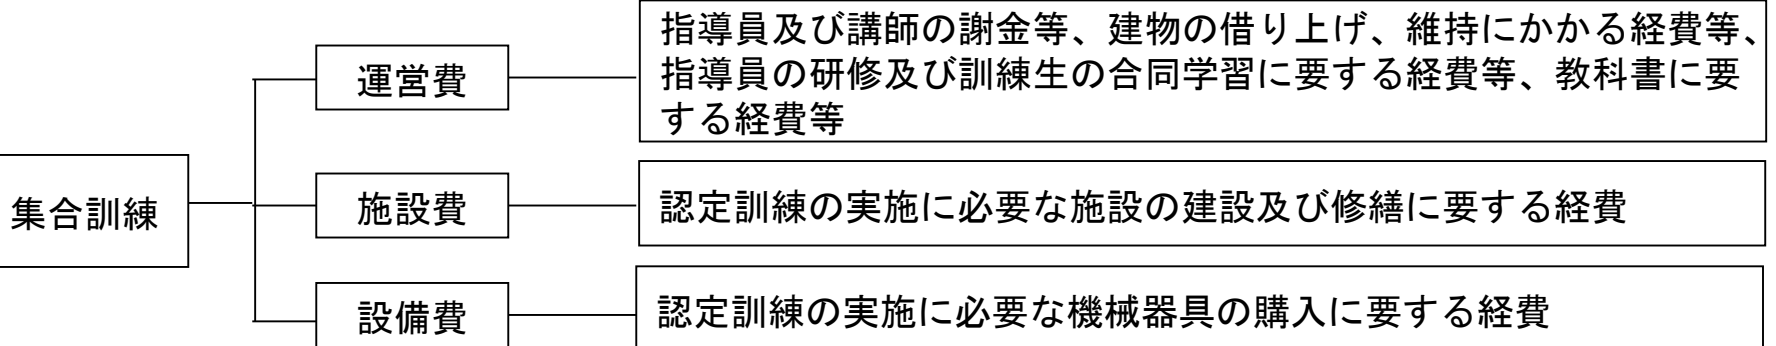 集合訓練
運営費
指導員及び講師の謝金等、建物の借り上げ、維持にかかる経費等、
指導員の研修及び訓練生の合同学習に要する経費等、教科書に要
する経費等
施設費
認定訓練の実施に必要な施設の建設及び修繕に要する経費
設備費
認定訓練の実施に必要な機械器具の購入に要する経費